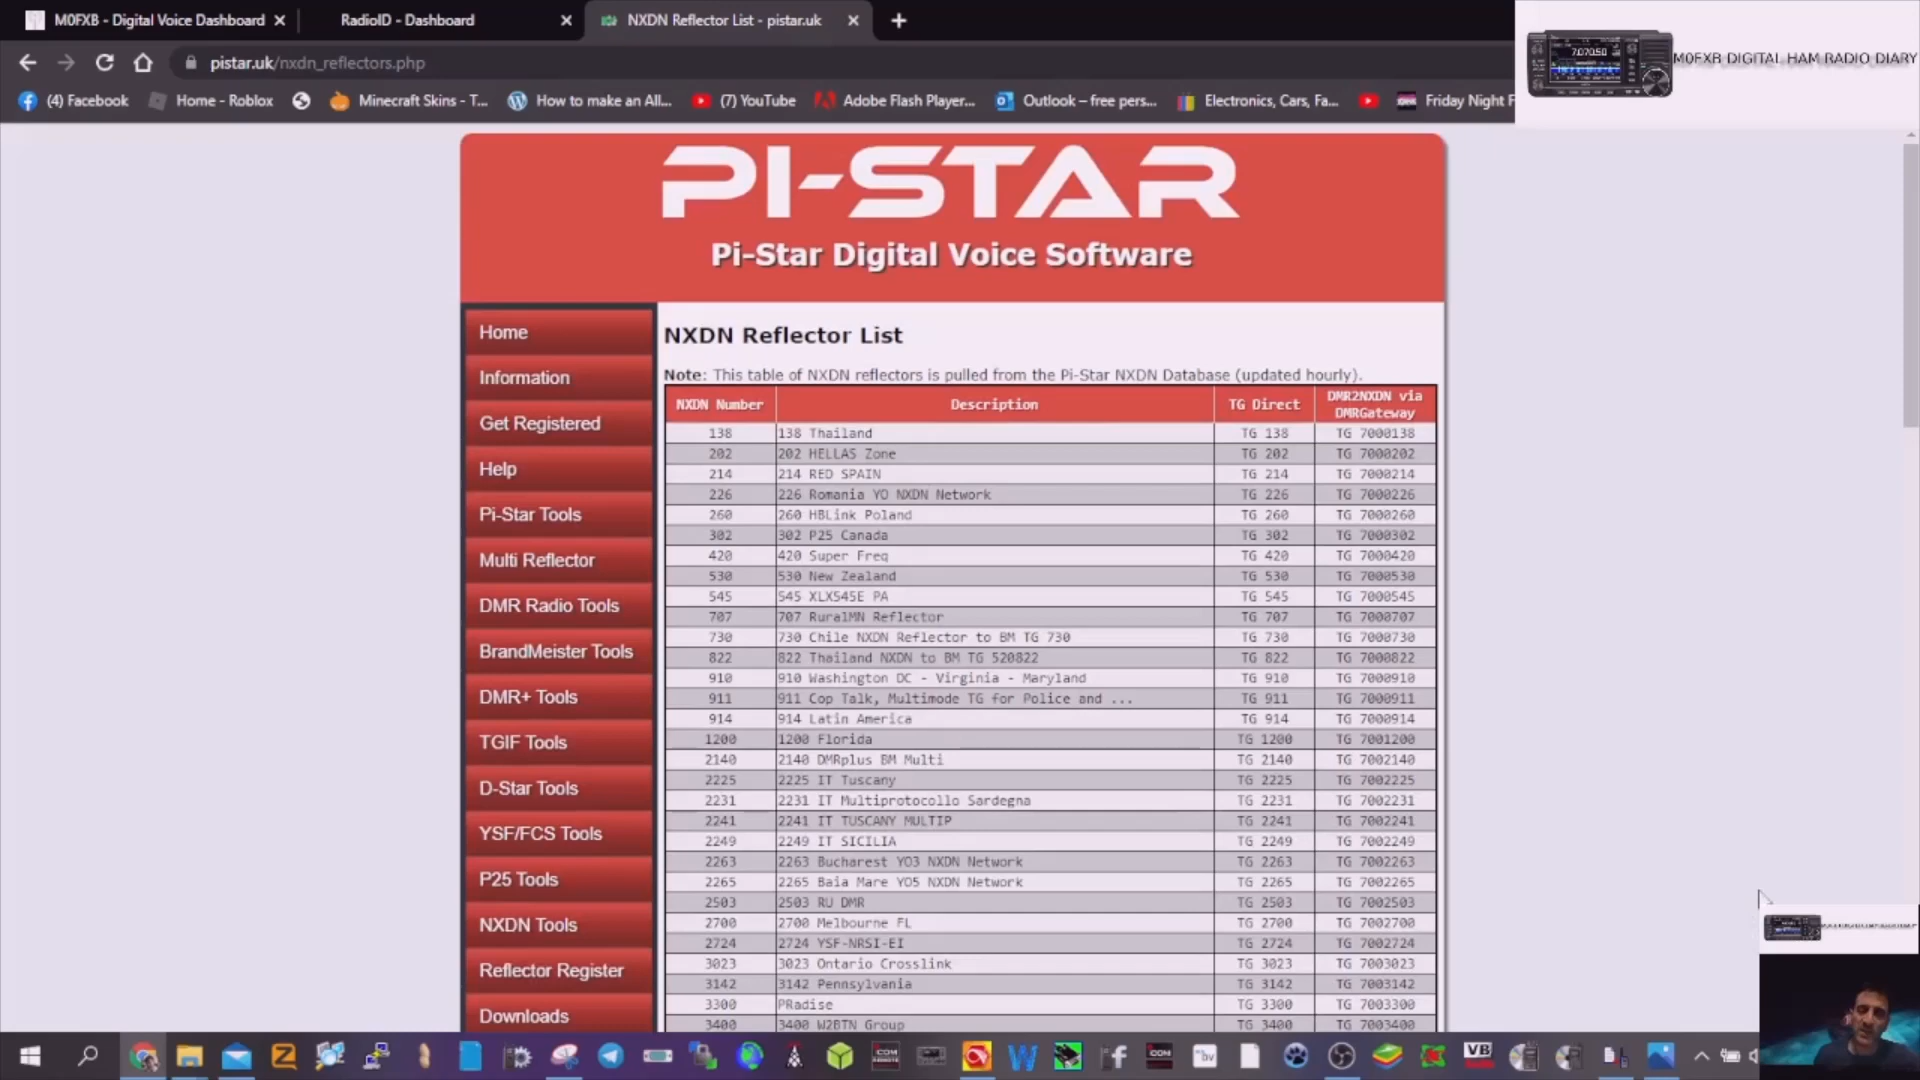 M0FXB - Digital Voice Dashboard
RadioID - Dashboard
NXDN Reflector List - pistar.uk
pistar.uk/nxdn_reflectors.php
7.070.50
M0FXB DIGITAL HAM RADIO DIARY
(4) Facebook
Home - Roblox
Minecraft Skins - T...
How to make an All...
(7) YouTube
Adobe Flash Player...
Outlook – free pers...
Electronics, Cars, Fa...
Friday Night F
PI-STAR
Pi-Star Digital Voice Software
Home
Information
Get Registered
Help
Pi-Star Tools
Multi Reflector
DMR Radio Tools
BrandMeister Tools
DMR+ Tools
TGIF Tools
D-Star Tools
YSF/FCS Tools
P25 Tools
NXDN Tools
Reflector Register
Downloads
NXDN Reflector List
Note: This table of NXDN reflectors is pulled from the Pi-Star NXDN Database (updated hourly).
NXDN Number Description TG Direct DMR2NXDN via
DMRGateway
138 138 Thailand TG 138 TG 7000138
202 202 HELLAS Zone TG 202 TG 7000202
214 214 RED SPAIN TG 214 TG 7000214
226 226 Romania YO NXDN Network TG 226 TG 7000226
260 260 HBLink Poland TG 260 TG 7000260
302 302 P25 Canada TG 302 TG 7000302
420 420 Super Freq TG 420 TG 7000420
530 530 New Zealand TG 530 TG 7000530
545 545 XLX545E PA TG 545 TG 7000545
707 707 RuralMN Reflector TG 707 TG 7000707
730 730 Chile NXDN Reflector to BM TG 730 TG 730 TG 7000730
822 822 Thailand NXDN to BM TG 520822 TG 822 TG 7000822
910 910 Washington DC - Virginia - Maryland TG 910 TG 7000910
911 911 Cop Talk, Multimode TG for Police and ... TG 911 TG 7000911
914 914 Latin America TG 914 TG 7000914
1200 1200 Florida TG 1200 TG 7001200
2140 2140 DMRplus BM Multi TG 2140 TG 7002140
2225 2225 IT Tuscany TG 2225 TG 7002225
2231 2231 IT Multiprotocollo Sardegna TG 2231 TG 7002231
2241 2241 IT TUSCANY MULTIP TG 2241 TG 7002241
2249 2249 IT SICILIA TG 2249 TG 7002249
2263 2263 Bucharest YO3 NXDN Network TG 2263 TG 7002263
2265 2265 Baia Mare YO5 NXDN Network TG 2265 TG 7002265
2503 2503 RU DMR TG 2503 TG 7002503
2700 2700 Melbourne FL TG 2700 TG 7002700
2724 2724 YSF-NRSI-EI TG 2724 TG 7002724
3023 3023 Ontario Crosslink TG 3023 TG 7003023
3142 3142 Pennsylvania TG 3142 TG 7003142
3300 PRadise TG 3300 TG 7003300
3400 3400 W2BTN Group TG 3400 TG 7003400